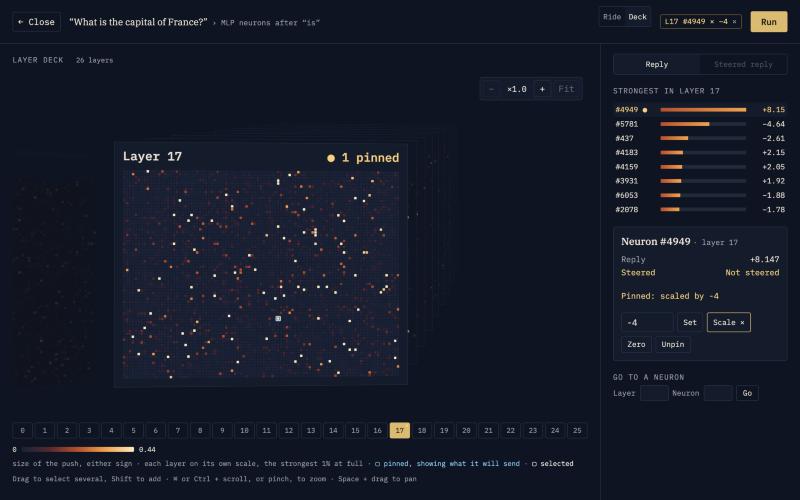 ← Close
“What is the capital of France?” › MLP neurons after “is”
Ride Deck
L17 #4949 × −4 ×
Run
LAYER DECK 26 layers
− ×1.0 + Fit
Layer 17
● 1 pinned
0 1 2 3 4 5 6 7 8 9 10 11 12 13 14 15 16 17 18 19 20 21 22 23 24 25
0 0.44
size of the push, either sign · each layer on its own scale, the strongest 1% at full · □ pinned, showing what it will send · □ selected
Drag to select several, Shift to add · ⌘ or Ctrl + scroll, or pinch, to zoom · Space + drag to pan
Reply Steered reply
STRONGEST IN LAYER 17
#4949 ● +8.15
#5781 −4.64
#437 −2.61
#4183 +2.15
#4159 +2.05
#3931 +1.92
#6053 −1.88
#2078 −1.78
Neuron #4949 · layer 17
Reply +8.147
Steered Not steered
Pinned: scaled by -4
-4 Set Scale ×
Zero Unpin
GO TO A NEURON
Layer Neuron Go